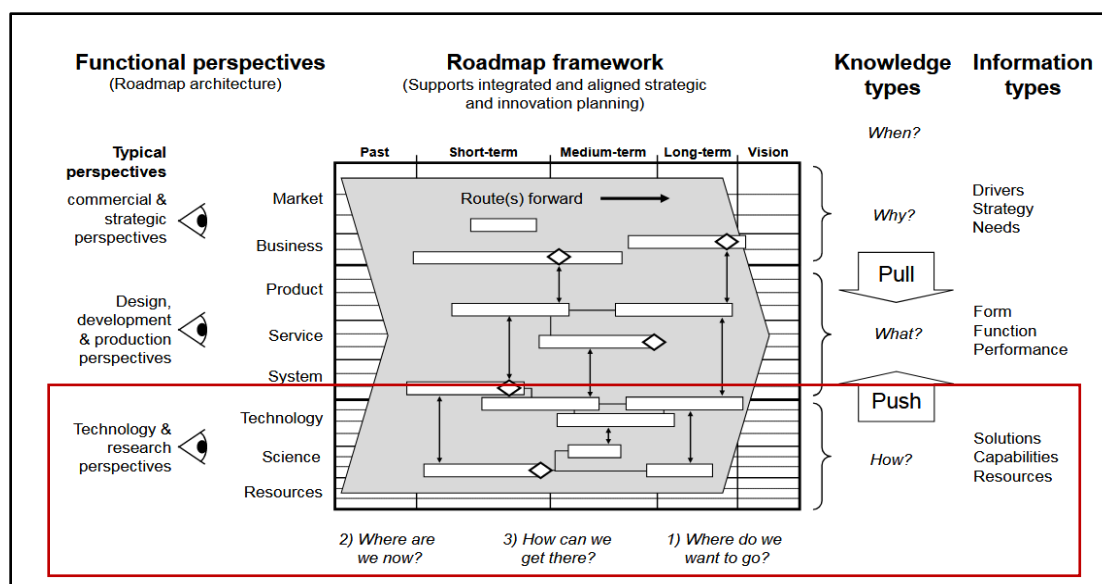 Functional perspectives
(Roadmap architecture)
Roadmap framework
(Supports integrated and aligned strategic
and innovation planning)
Knowledge
types
Information
types
When?
Typical
perspectives
Past
Short-term
Medium-term
Long-term
Vision
commercial &
strategic
perspectives
Market
Business
Route(s) forward
Why?
Drivers
Strategy
Needs
Pull
Design,
development
& production
perspectives
Product
Service
System
What?
Form
Function
Performance
Push
Technology &
research
perspectives
Technology
Science
Resources
How?
Solutions
Capabilities
Resources
2) Where are
we now?
3) How can we
get there?
1) Where do we
want to go?